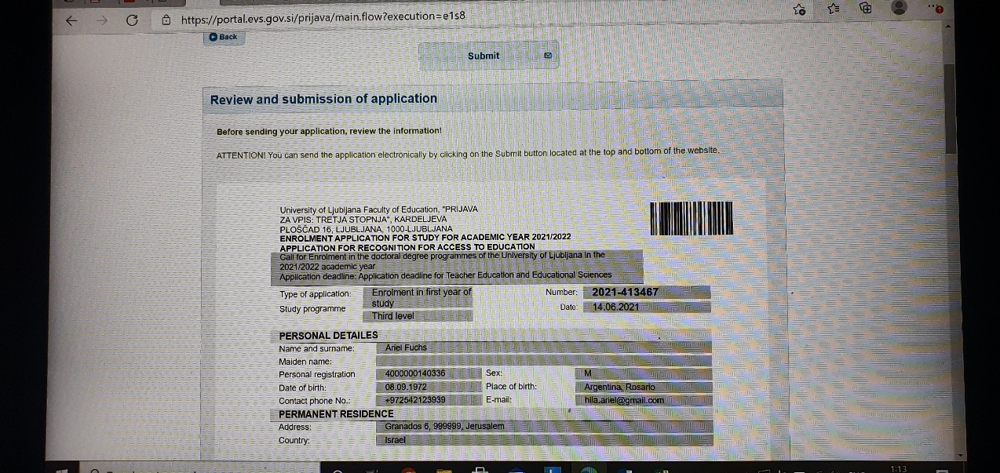 https://portal.evs.gov.si/prijava/main.flow?execution=e1s8
Back
Submit
Review and submission of application
Before sending your application, review the information!
ATTENTION! You can send the application electronically by clicking on the Submit button located at the top and bottom of the website.
University of Ljubljana Faculty of Education, "PRIJAVA
ZA VPIS: TRETJA STOPNJA", KARDELJEVA
PLOŠČAD 16, LJUBLJANA, 1000-LJUBLJANA
ENROLMENT APPLICATION FOR STUDY FOR ACADEMIC YEAR 2021/2022
APPLICATION FOR RECOGNITION FOR ACCESS TO EDUCATION
Call for Enrolment in the doctoral degree programmes of the University of Ljubljana in the
2021/2022 academic year
Application deadline: Application deadline for Teacher Education and Educational Sciences
Type of application: Enrolment in first year of study Number: 2021-413467
Study programme Third level Date: 14.06.2021
PERSONAL DETAILES
Name and surname: Ariel Fuchs
Maiden name:
Personal registration 4000000140336 Sex: M
Date of birth: 08.09.1972 Place of birth: Argentina, Rosario
Contact phone No.: +972542123939 E-mail: hila.ariel@gmail.com
PERMANENT RESIDENCE
Address: Granados 6, 999999, Jerusalem
Country: Israel
1:13